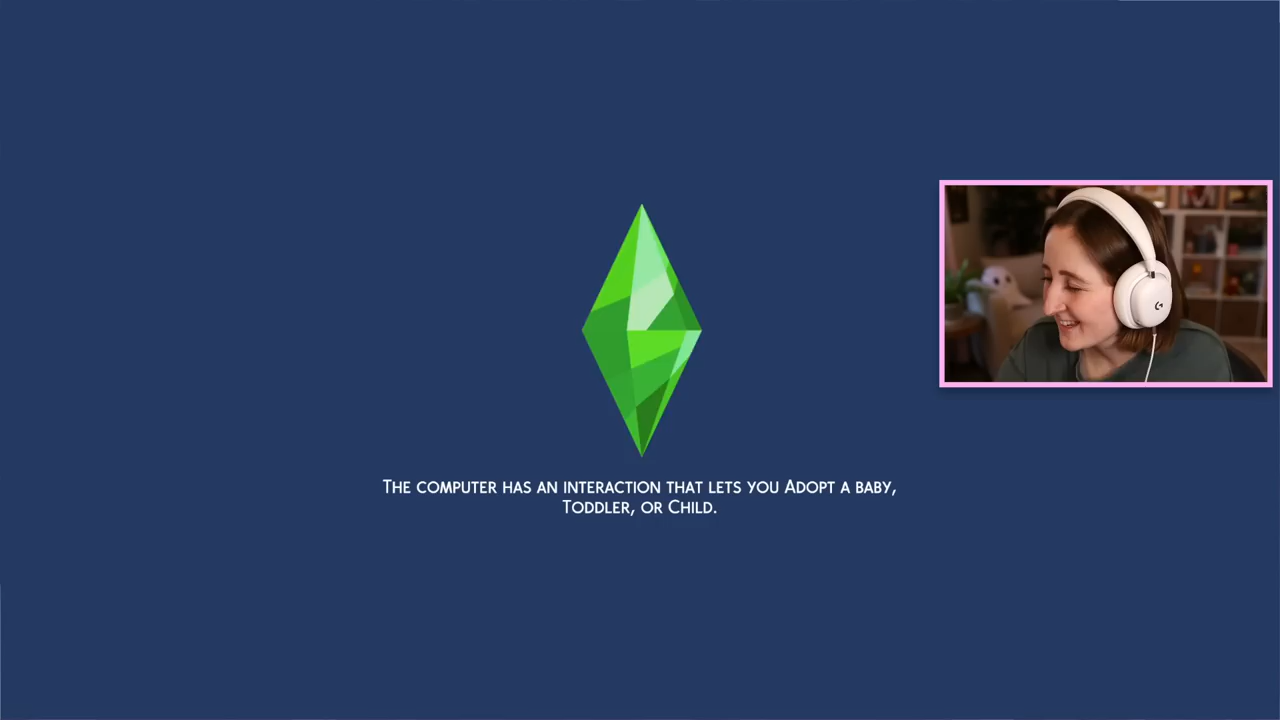 The computer has an interaction that lets you Adopt a baby,
Toddler, or Child.